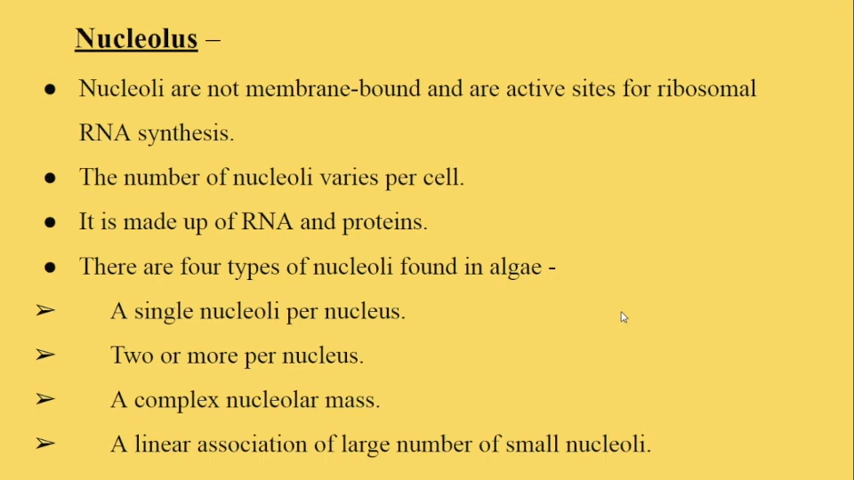 Nucleolus –
● Nucleoli are not membrane-bound and are active sites for ribosomal
RNA synthesis.
● The number of nucleoli varies per cell.
● It is made up of RNA and proteins.
● There are four types of nucleoli found in algae -
➢ A single nucleoli per nucleus.
➢ Two or more per nucleus.
➢ A complex nucleolar mass.
➢ A linear association of large number of small nucleoli.